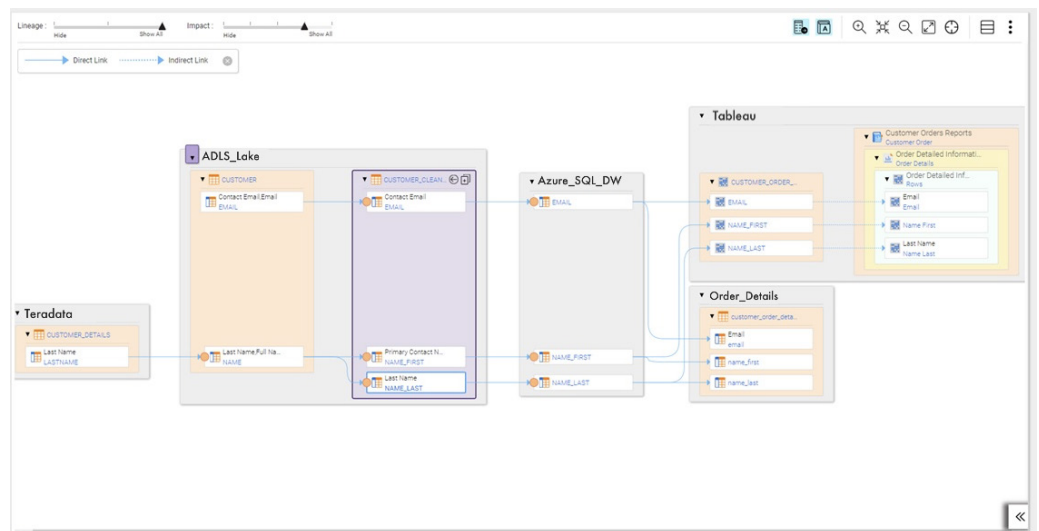 Lineage :
Hide
Show All
Impact :
Hide
Show All
Direct Link
Indirect Link
Tableau
Customer Orders Reports
Customer Order
Order Detailed Informati...
Order Details
Order Detailed Inf...
Rows
CUSTOMER_ORDER_...
EMAIL
Email
Email
NAME_FIRST
Name First
NAME_LAST
Last Name
Name Last
ADLS_Lake
CUSTOMER
Contact Email,Email
EMAIL
Last Name,Full Na...
NAME
CUSTOMER_CLEAN...
Contact Email
EMAIL
Primary Contact N...
NAME_FIRST
Last Name
NAME_LAST
Azure_SQL_DW
EMAIL
NAME_FIRST
NAME_LAST
Teradata
CUSTOMER_DETAILS
Last Name
LASTNAME
Order_Details
customer_order_deta...
Email
email
name_first
name_last